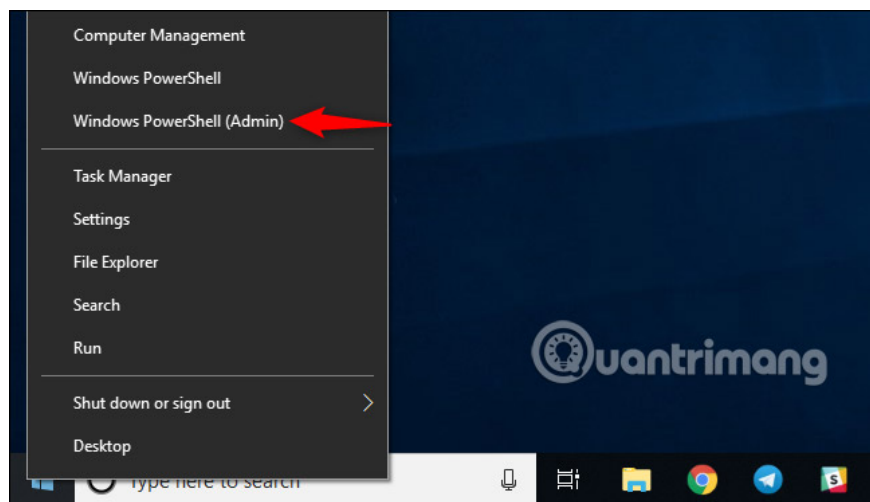 Computer Management
Windows PowerShell
Windows PowerShell (Admin)
Task Manager
Settings
File Explorer
Search
Run
Shut down or sign out
Desktop
Type here to search
Quantrimang